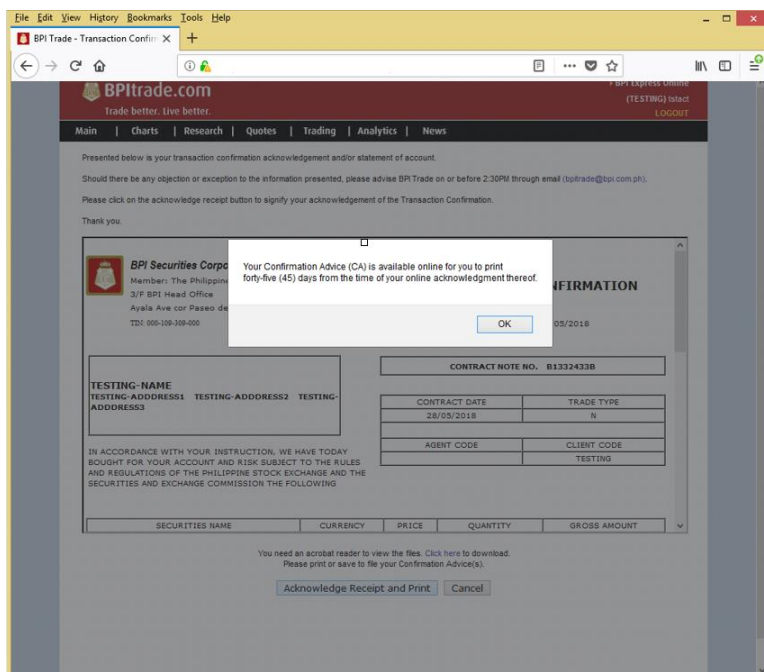 File Edit View History Bookmarks Tools Help
BPI Trade - Transaction Confirm
BPI Express Online
BPItrade.com
(TESTING) tstact
Trade better. Live better.
LOGOUT
Main | Charts | Research | Quotes | Trading | Analytics | News
Presented below is your transaction confirmation acknowledgement and/or statement of account.
Should there be any objection or exception to the information presented, please advise BPI Trade on or before 2:30PM through email (bpitrade@bpi.com.ph).
Please click on the acknowledge receipt button to signify your acknowledgement of the Transaction Confirmation.
Thank you.
BPI Securities Corpo
Member: The Philippine
3/F BPI Head Office
Ayala Ave cor Paseo de
TIN: 000-109-309-000
NFIRMATION
05/2018
Your Confirmation Advice (CA) is available online for you to print
forty-five (45) days from the time of your online acknowledgment thereof.
OK
CONTRACT NOTE NO. B1332433B
TESTING-NAME
TESTING-ADDDRESS1 TESTING-ADDDRESS2 TESTING-
ADDDRESS3
CONTRACT DATE TRADE TYPE
28/05/2018 N
AGENT CODE CLIENT CODE
TESTING
IN ACCORDANCE WITH YOUR INSTRUCTION, WE HAVE TODAY
BOUGHT FOR YOUR ACCOUNT AND RISK SUBJECT TO THE RULES
AND REGULATIONS OF THE PHILIPPINE STOCK EXCHANGE AND THE
SECURITIES AND EXCHANGE COMMISSION THE FOLLOWING
SECURITIES NAME CURRENCY PRICE QUANTITY GROSS AMOUNT
You need an acrobat reader to view the files. Click here to download.
Please print or save to file your Confirmation Advice(s).
Acknowledge Receipt and Print Cancel